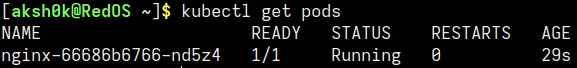 [aksh0k@RedOS ~]$ kubectl get pods
NAME                     READY   STATUS    RESTARTS   AGE
nginx-66686b6766-nd5z4   1/1     Running   0          29s